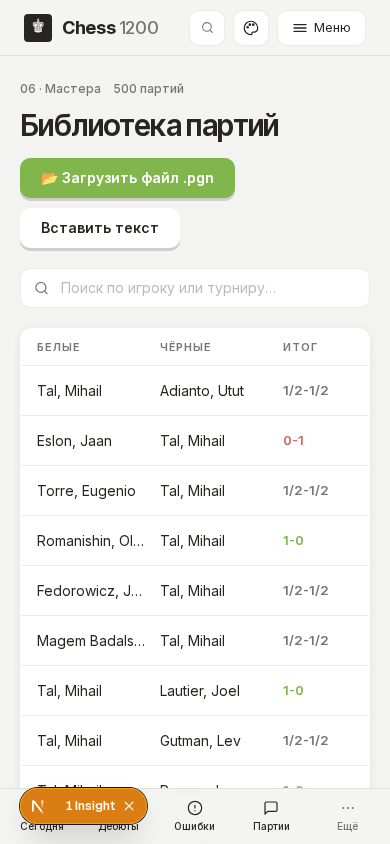 Chess 1200
Меню
06 · Мастера 500 партий
Библиотека партий
Загрузить файл .pgn
Вставить текст
Поиск по игроку или турниру...
БЕЛЫЕ ЧЁРНЫЕ ИТОГ
Tal, Mihail Adianto, Utut 1/2-1/2
Eslon, Jaan Tal, Mihail 0-1
Torre, Eugenio Tal, Mihail 1/2-1/2
Romanishin, Ol... Tal, Mihail 1-0
Fedorowicz, J... Tal, Mihail 1/2-1/2
Magem Badals... Tal, Mihail 1/2-1/2
Tal, Mihail Lautier, Joel 1-0
Tal, Mihail Gutman, Lev 1/2-1/2
1 Insight
Сегодня Дебюты Ошибки Партии Ещё